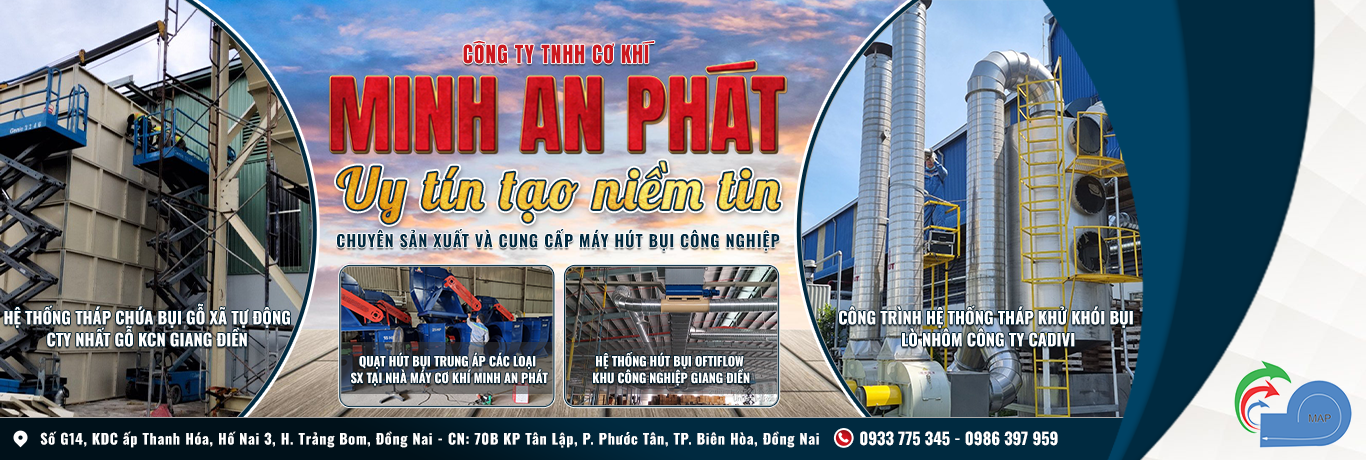 CÔNG TY TNHH CƠ KHÍ
MINH AN PHÁT
Uy tín tạo niềm tin
CHUYÊN SẢN XUẤT VÀ CUNG CẤP MÁY HÚT BỤI CÔNG NGHIỆP
HỆ THỐNG THÁP CHỨA BỤI GỖ XÃ TỰ ĐỘNG
CTY NHẤT GỖ KCN GIANG ĐIỀN
QUẠT HÚT BỤI TRUNG ÁP CÁC LOẠI
SX TẠI NHÀ MÁY CƠ KHÍ MINH AN PHÁT
HỆ THỐNG HÚT BỤI OFTIFLOW
KHU CÔNG NGHIỆP GIANG ĐIỀN
CÔNG TRÌNH HỆ THỐNG THÁP KHỬ KHÓI BỤI
LÒ NHÔM CÔNG TY CADIVI
Số G14, KDC ấp Thanh Hóa, Hố Nai 3, H. Trảng Bom, Đồng Nai - CN: 70B KP Tân Lập, P. Phước Tân, TP. Biên Hòa, Đồng Nai
0933 775 345 - 0986 397 959
MAP